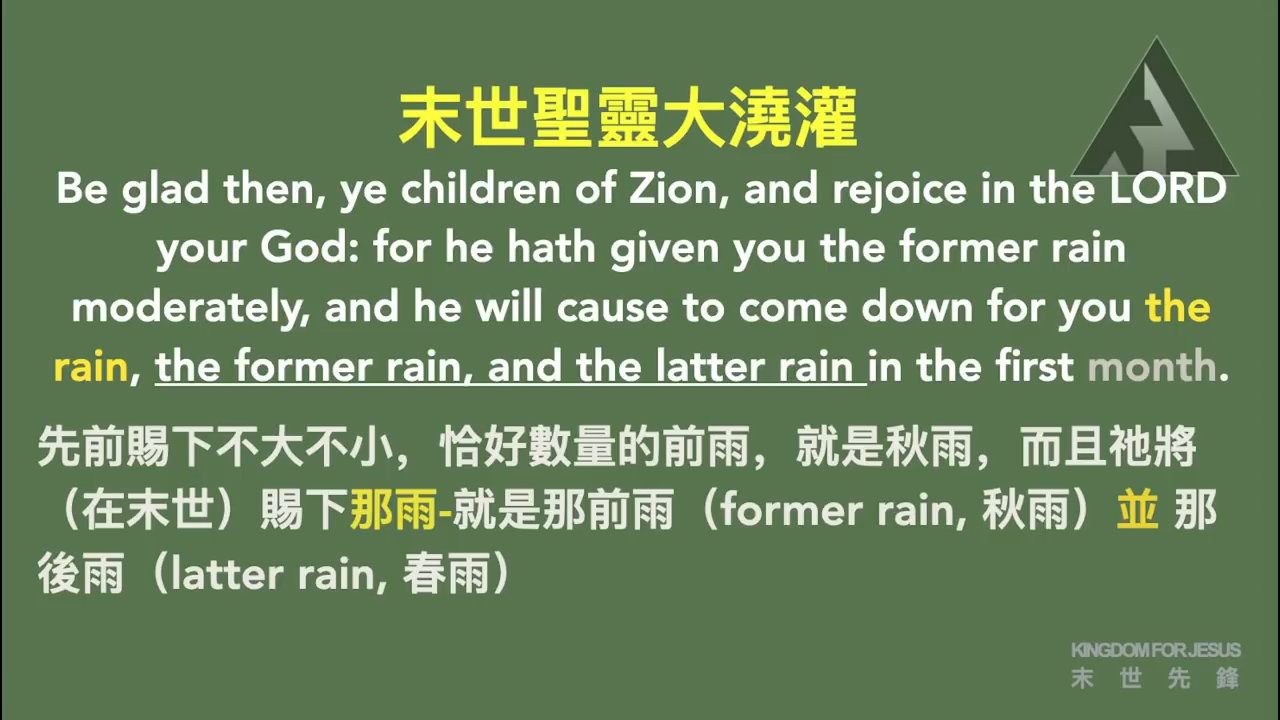 末世聖靈大澆灌
Be glad then, ye children of Zion, and rejoice in the LORD
your God: for he hath given you the former rain
moderately, and he will cause to come down for you the
rain, the former rain, and the latter rain in the first month.
先前賜下不大不小，恰好數量的前雨，就是秋雨，而且祂將
（在末世）賜下那雨-就是那前雨（former rain, 秋雨）並 那
後雨（latter rain, 春雨）
KINGDOM FOR JESUS
末世先鋒